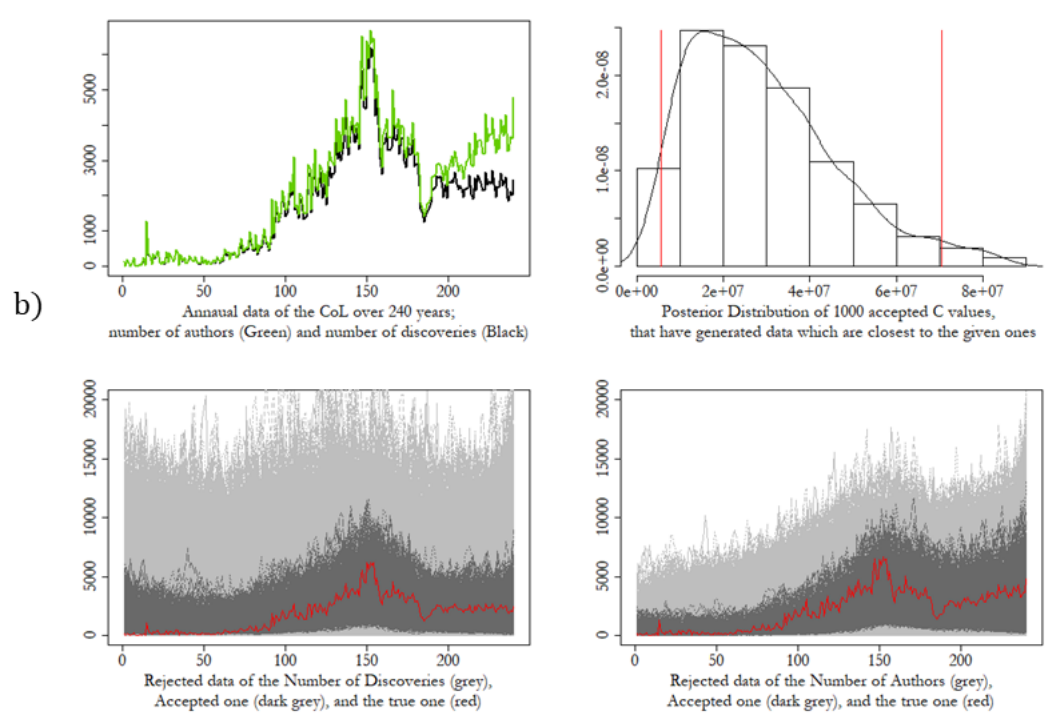 5000
3000
1000
0
0
50
100
150
200
Annaual data of the CoL over 240 years;
number of authors (Green) and number of discoveries (Black)
2.0e-08
1.0e-08
0.0e+00
0e+00
2e+07
4e+07
6e+07
8e+07
Posterior Distribution of 1000 accepted C values,
that have generated data which are closest to the given ones
b)
20000
15000
10000
5000
0
0
50
100
150
200
Rejected data of the Number of Discoveries (grey),
Accepted one (dark grey), and the true one (red)
20000
15000
10000
5000
0
0
50
100
150
200
Rejected data of the Number of Authors (grey),
Accepted one (dark grey), and the true one (red)